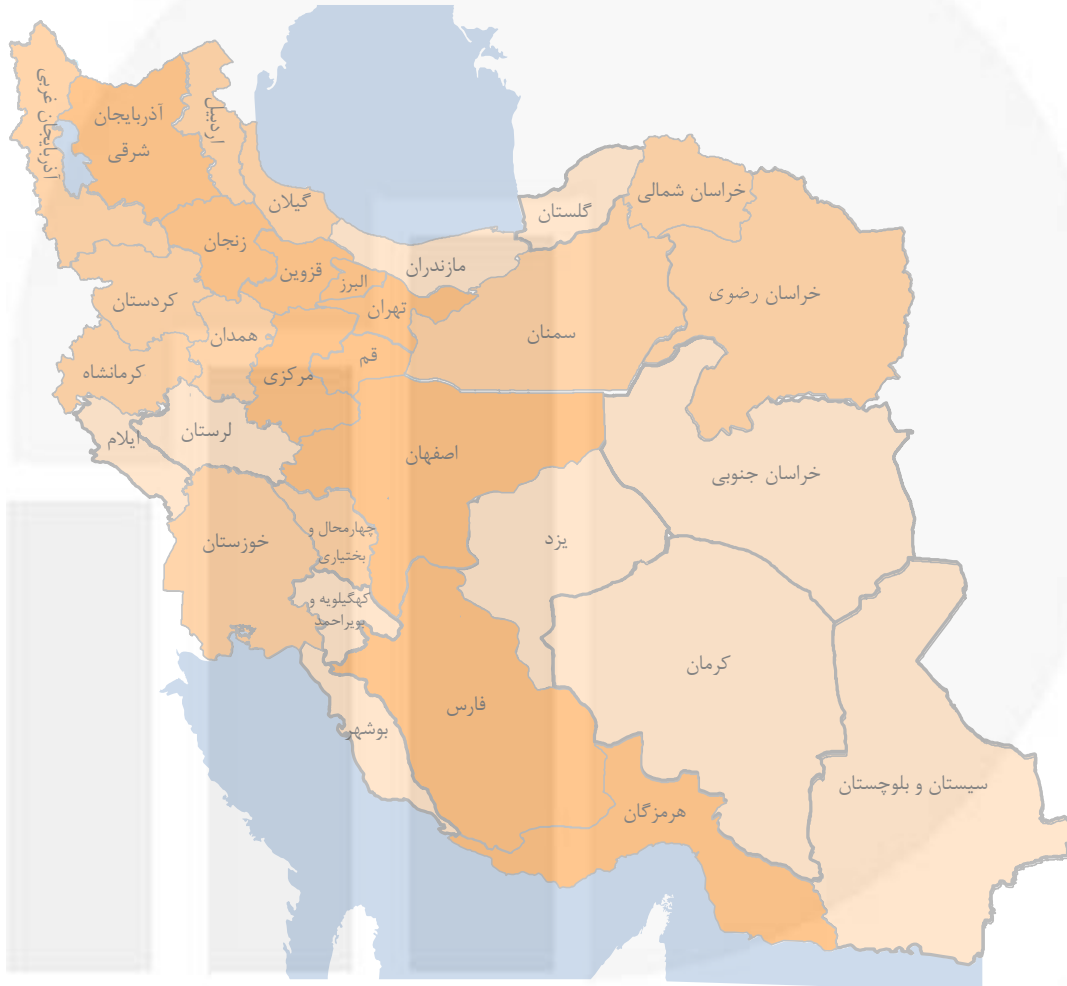 آذربایجان غربی
آذربایجان
شرقی
اردبیل
گیلان
زنجان
قزوین
البرز
تهران
مازندران
گلستان
خراسان شمالی
خراسان رضوی
سمنان
کردستان
همدان
کرمانشاه
مرکزی
قم
ایلام
لرستان
اصفهان
خراسان جنوبی
خوزستان
چهارمحال و
بختیاری
یزد
کهگیلویه و
بویراحمد
کرمان
فارس
بوشهر
هرمزگان
سیستان و بلوچستان